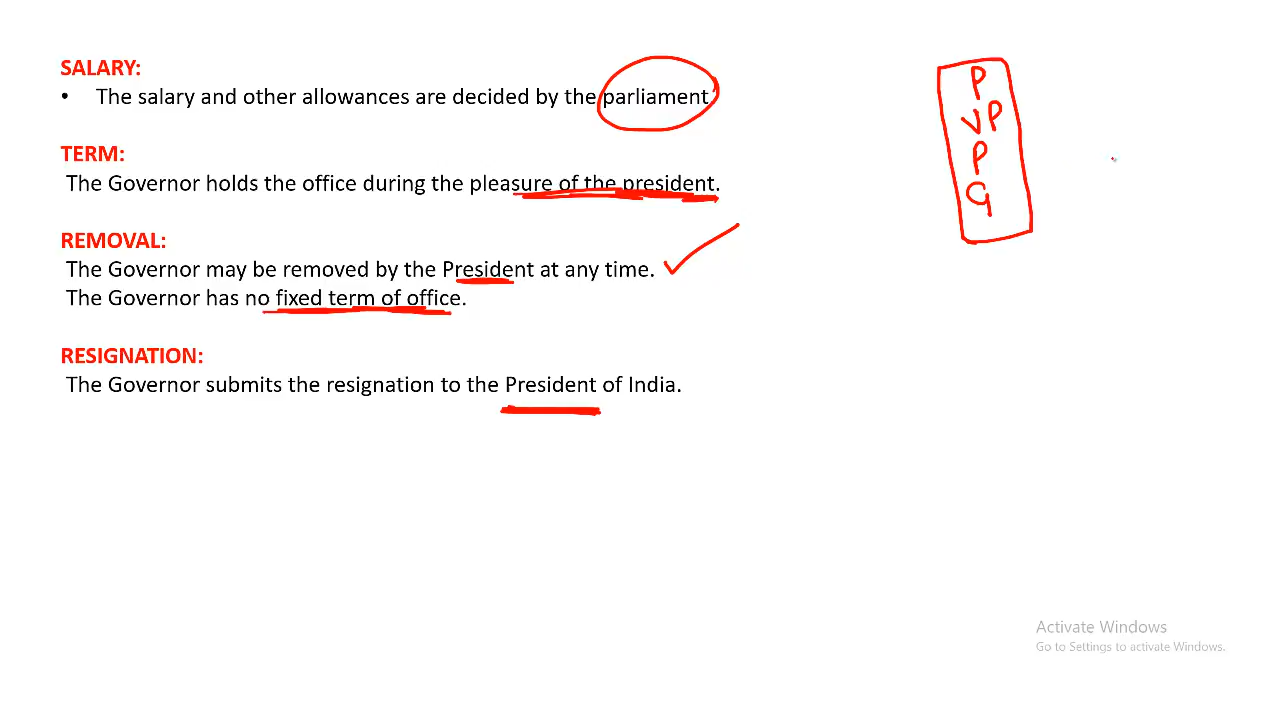 SALARY:
• The salary and other allowances are decided by the parliament.
TERM:
The Governor holds the office during the pleasure of the president.
REMOVAL:
The Governor may be removed by the President at any time.
The Governor has no fixed term of office.
RESIGNATION:
The Governor submits the resignation to the President of India.
P
VP
P
G
Activate Windows
Go to Settings to activate Windows.